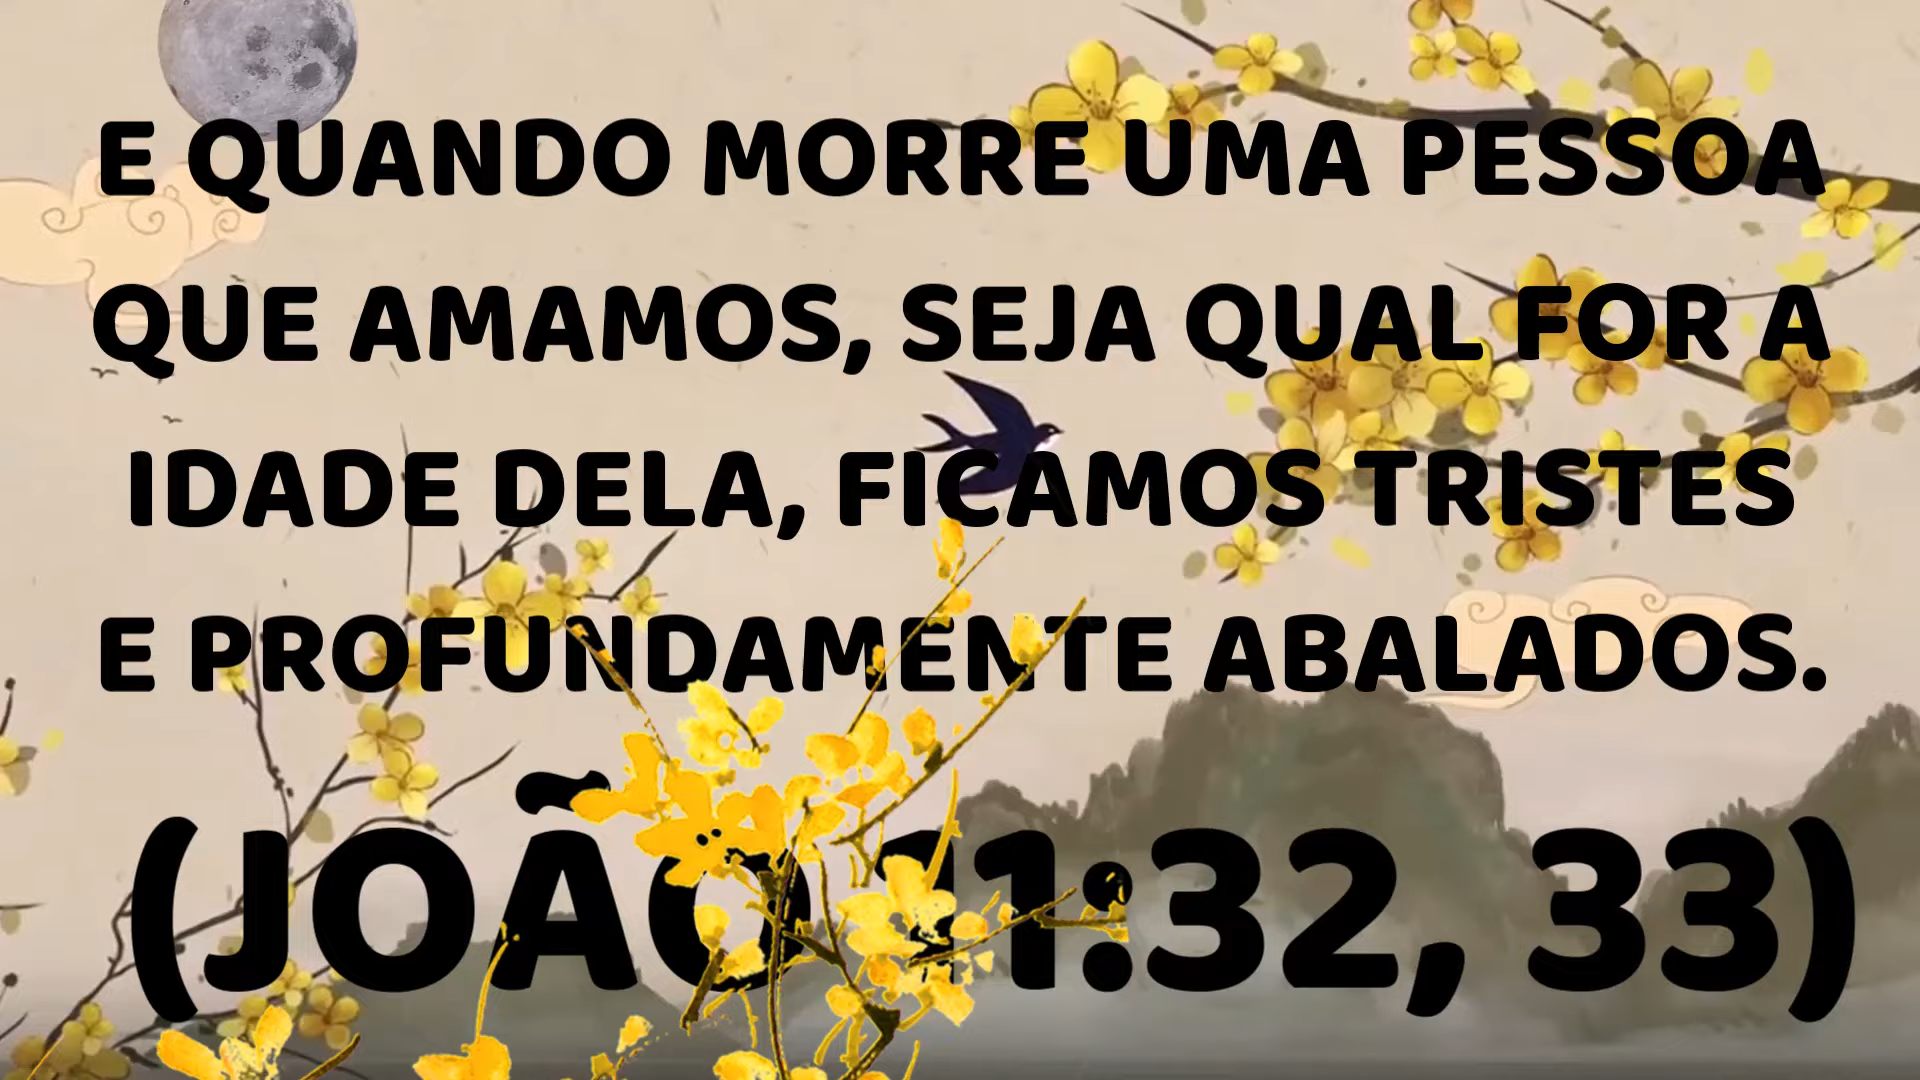 E QUANDO MORRE UMA PESSOA
QUE AMAMOS, SEJA QUAL FOR A
IDADE DELA, FICAMOS TRISTES
E PROFUNDAMENTE ABALADOS.
(JOÃO 11:32, 33)